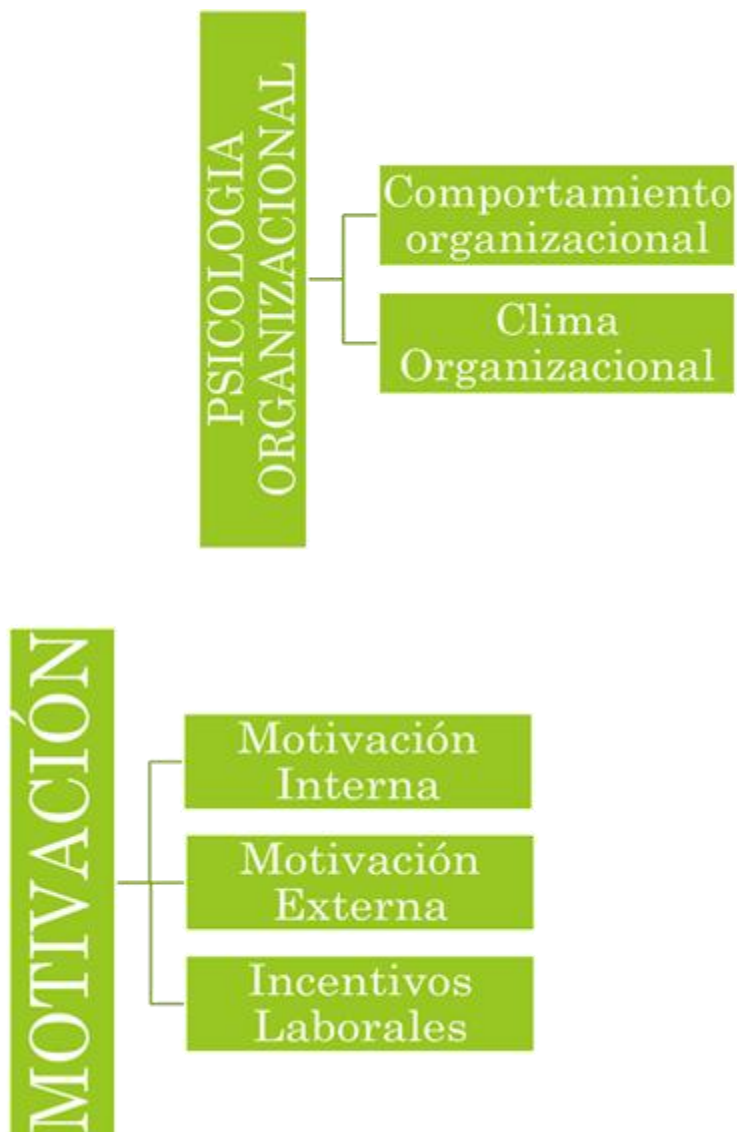 PSICOLOGIA
ORGANIZACIONAL
Comportamiento
organizacional
Clima
Organizacional
MOTIVACIÓN
Motivación
Interna
Motivación
Externa
Incentivos
Laborales